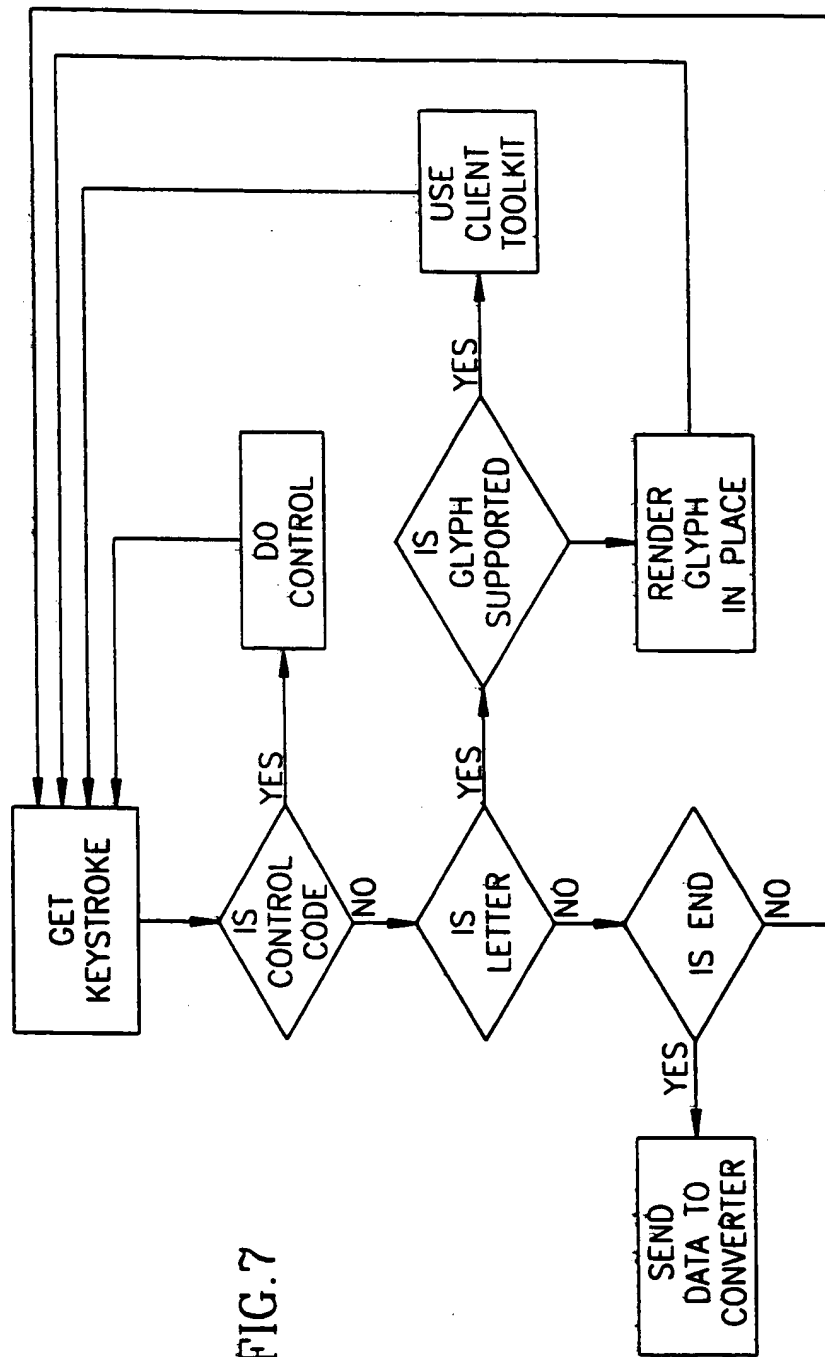 GET
KEYSTROKE
IS
CONTROL
CODE
YES
DO
CONTROL
NO
IS
LETTER
YES
IS
GLYPH
SUPPORTED
YES
USE
CLIENT
TOOLKIT
RENDER
GLYPH
IN PLACE
NO
IS END
NO
YES
SEND
DATA TO
CONVERTER
FIG.7